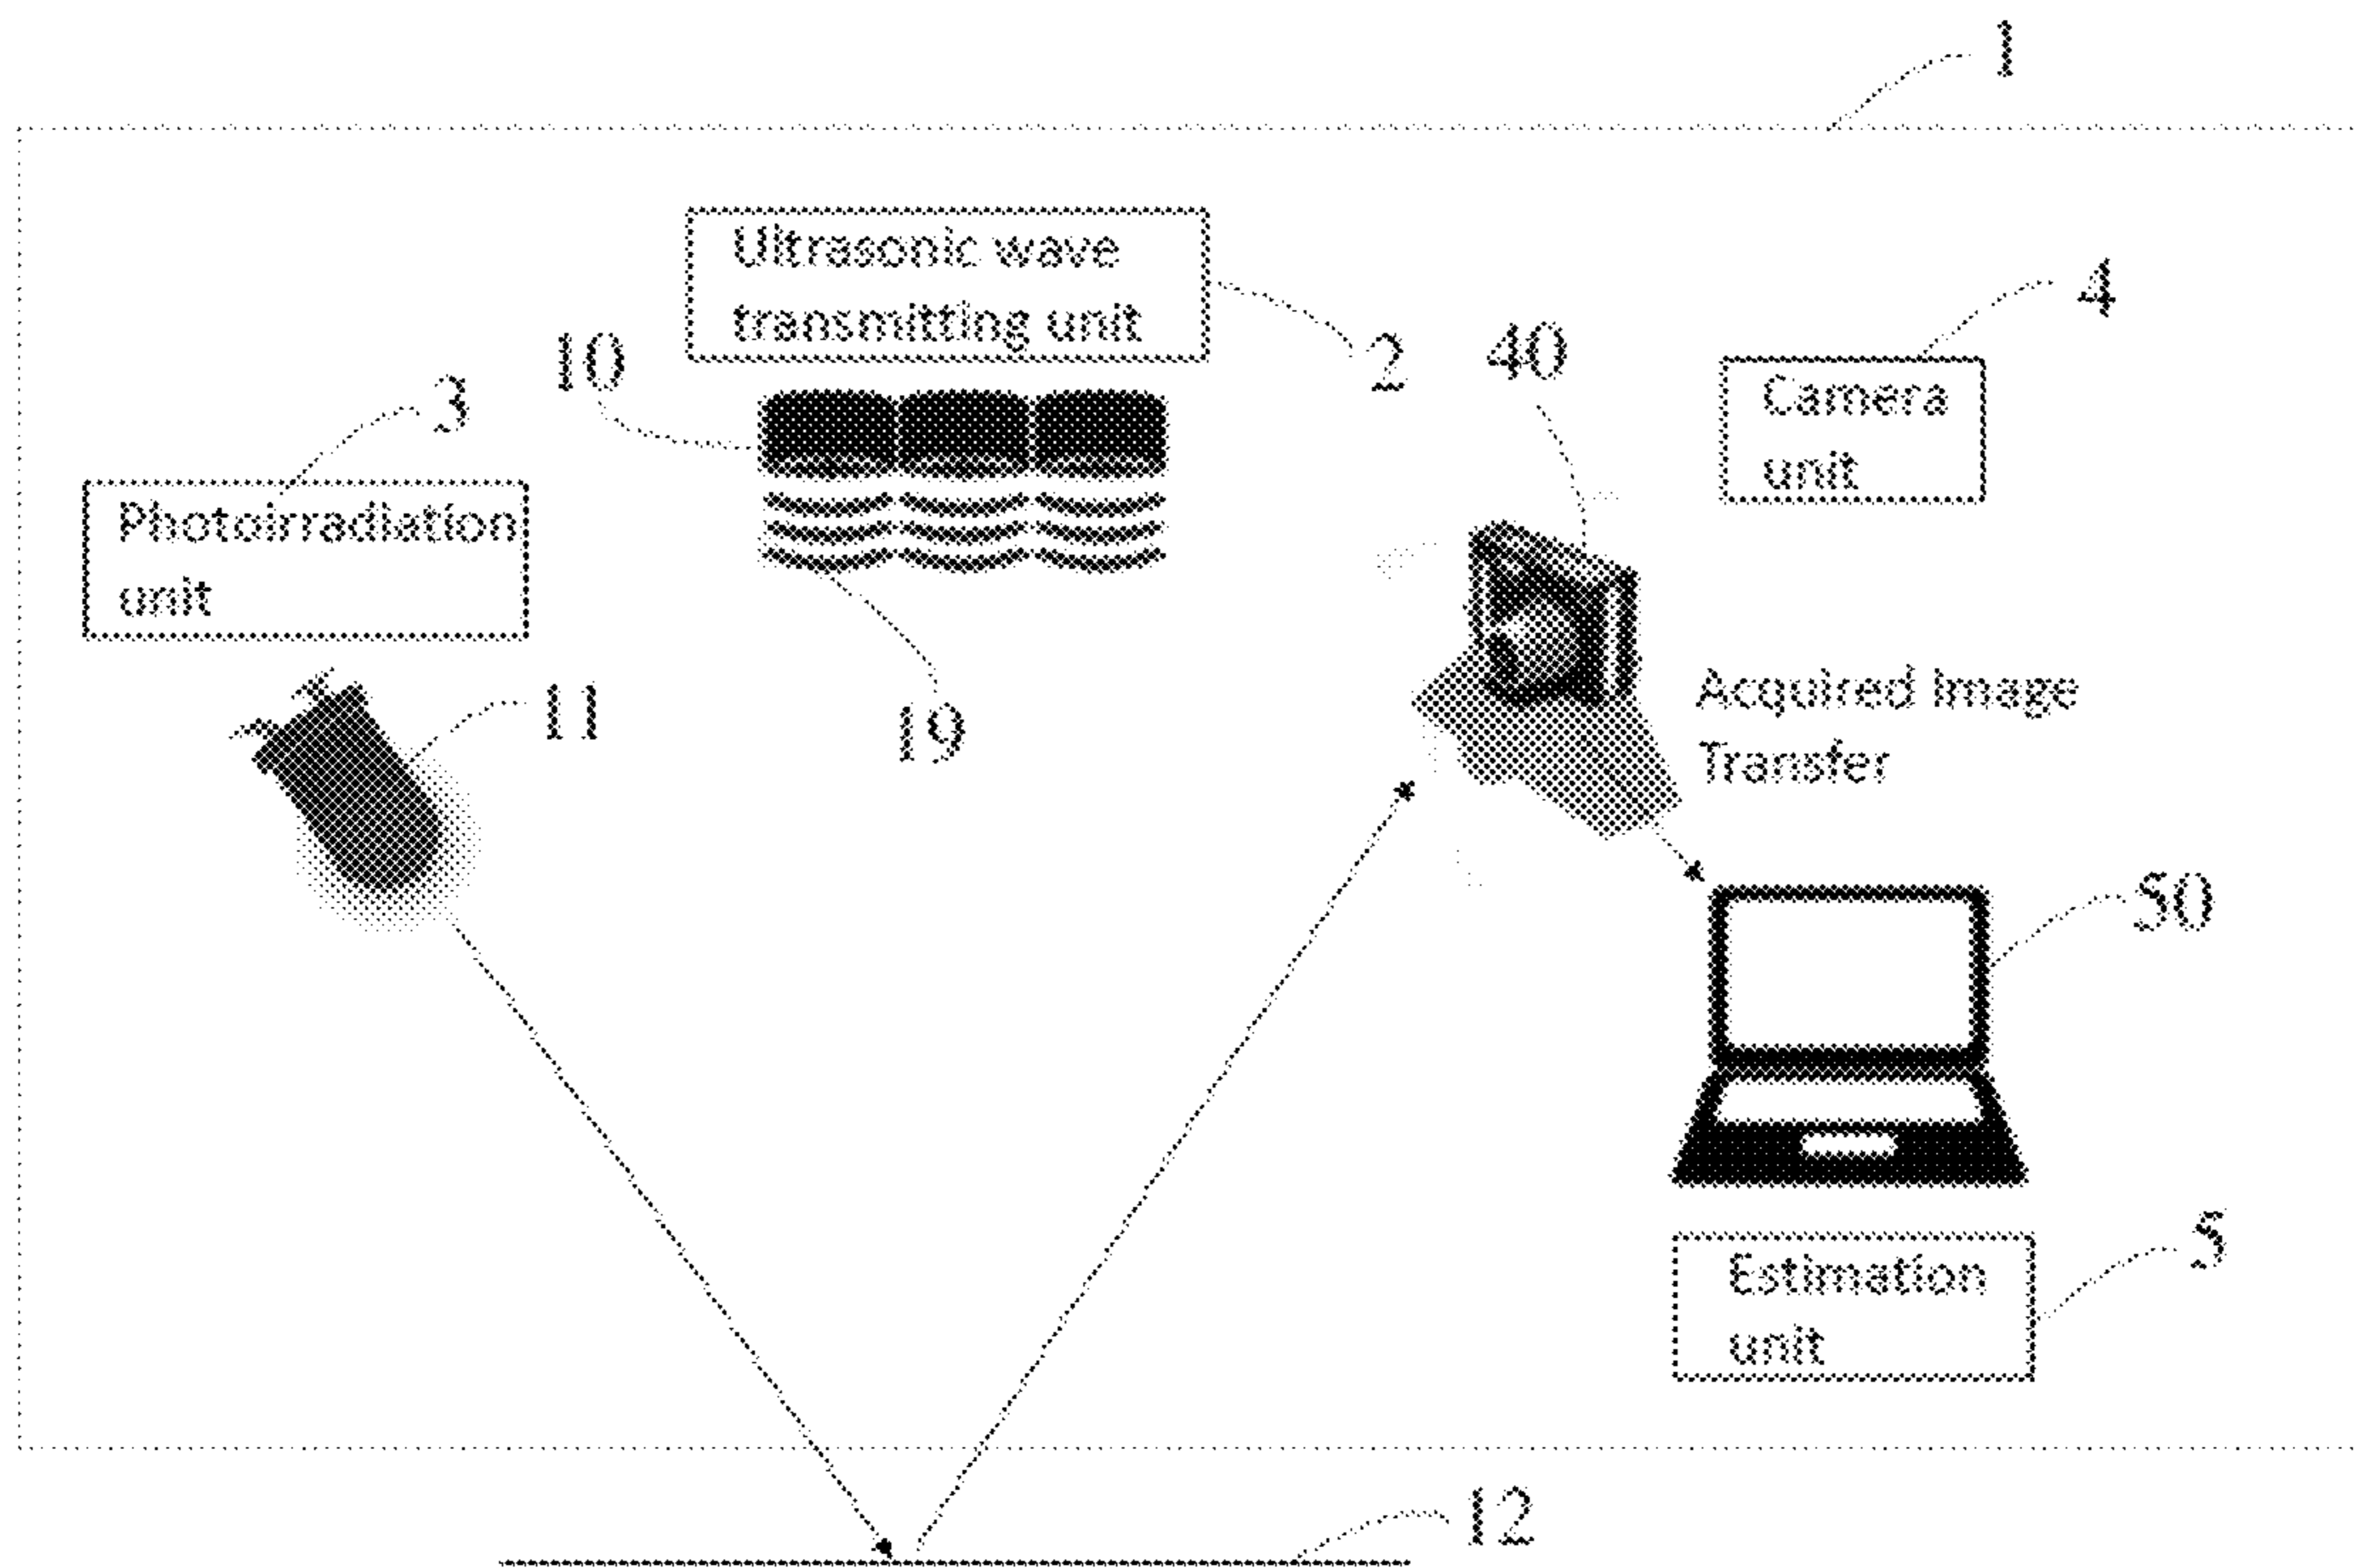 1
Ultrasonic wave
transmitting unit
2
4
40
Camera
unit
10
3
Photoirradiation
unit
11
19
Acquired Image
Transfer
50
5
Estimation
unit
12